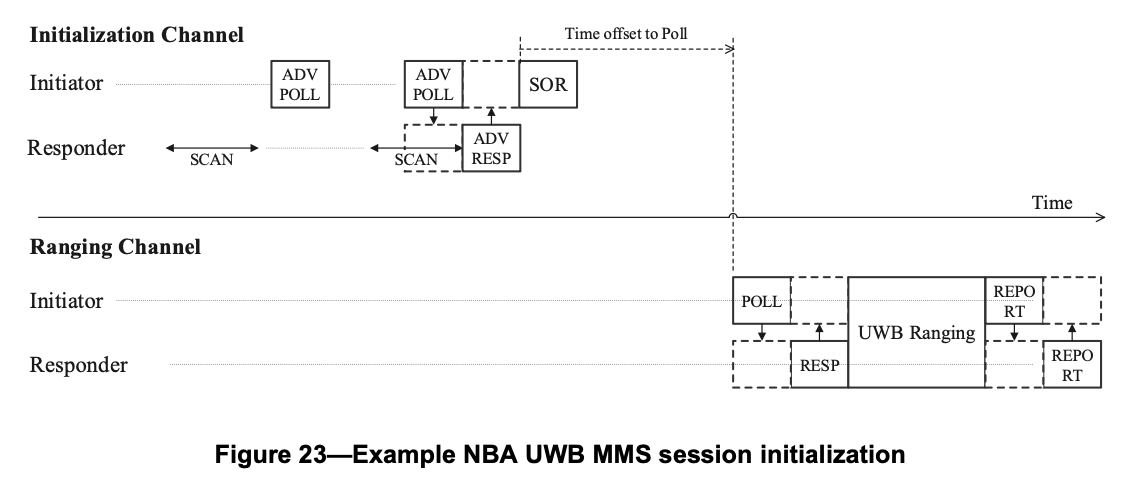 Initialization Channel
Time offset to Poll
Initiator
ADV
POLL
ADV
POLL
SOR
Responder
SCAN
SCAN
ADV
RESP
Time
Ranging Channel
Initiator
POLL
REPO
RT
UWB Ranging
Responder
RESP
REPO
RT
Figure 23—Example NBA UWB MMS session initialization